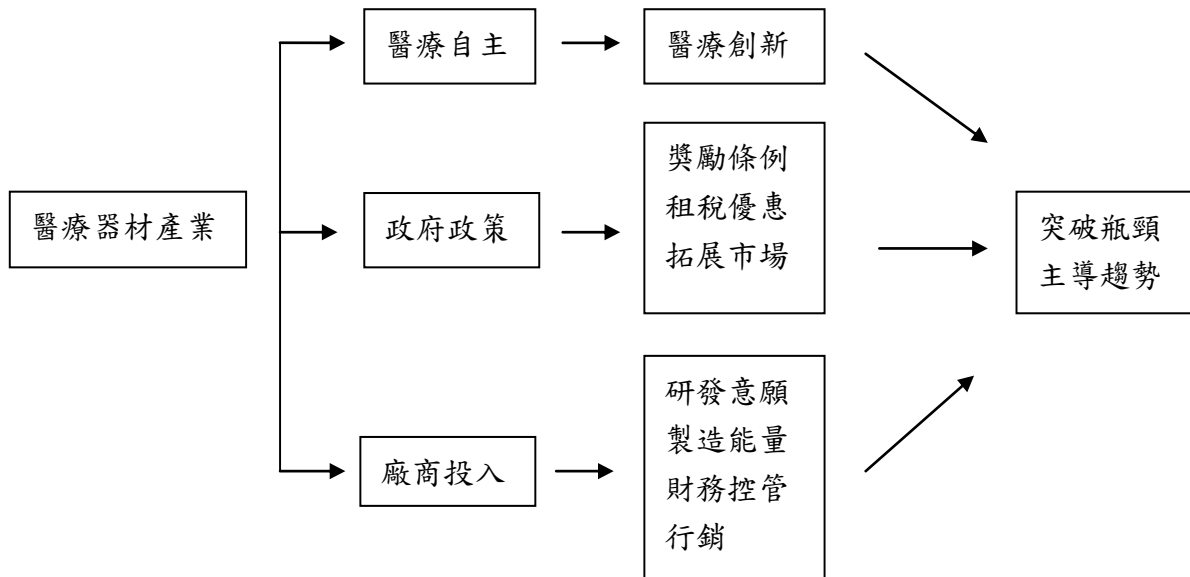 醫療自主
醫療創新
醫療器材產業
政府政策
獎勵條例
租稅優惠
拓展市場
突破瓶頸
主導趨勢
廠商投入
研發意願
製造能量
財務控管
行銷